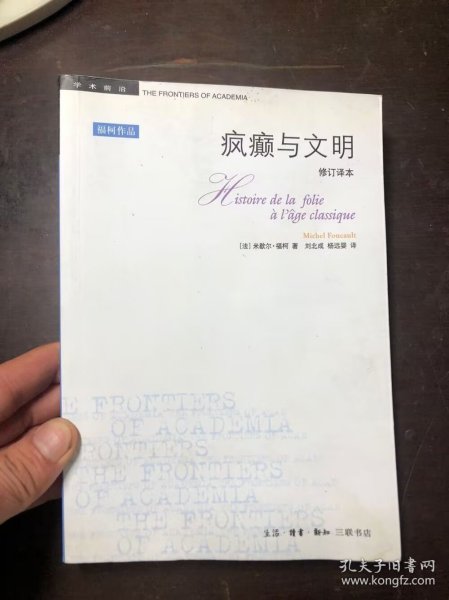 学术前沿 THE FRONTIERS OF ACADEMIA
福柯作品
疯癫与文明
修订译本
Histoire de la folie
à l'âge classique
Michel Foucault
[法] 米歇尔·福柯 著 刘北成 杨远婴 译
E FRONTIERS
OF ACADEMIA
FRONTIERS
THE FRONTIERS
OF ACADEMIA
THE FRONTIERS
OF ACADEMIA
生活·读书·新知 三联书店
孔夫子旧书网
www.kongfz.com